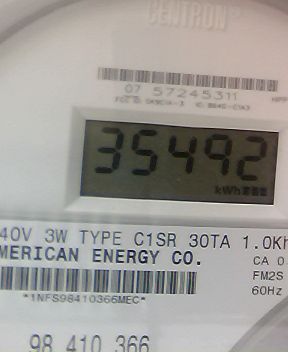 CENTRON®
07 57245311
35492
kWh
40V 3W TYPE C1SR 30TA 1.0Kh
MERICAN ENERGY CO.
CA 0.
FM2S
60Hz
*1NFS98410366MEC*
98 410 366